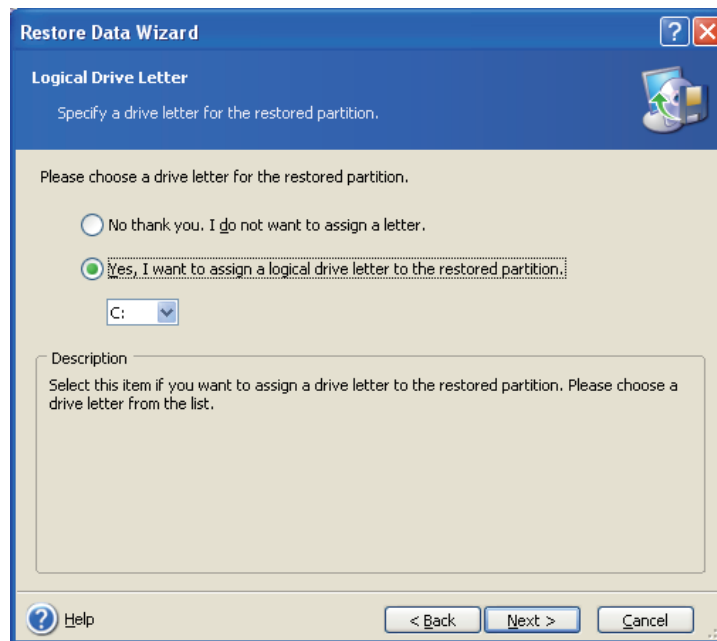 Restore Data Wizard
Logical Drive Letter
Specify a drive letter for the restored partition.
Please choose a drive letter for the restored partition.
No thank you. I do not want to assign a letter.
Yes, I want to assign a logical drive letter to the restored partition.
C:
Description
Select this item if you want to assign a drive letter to the restored partition. Please choose a
drive letter from the list.
? Help
< Back
Next >
Cancel